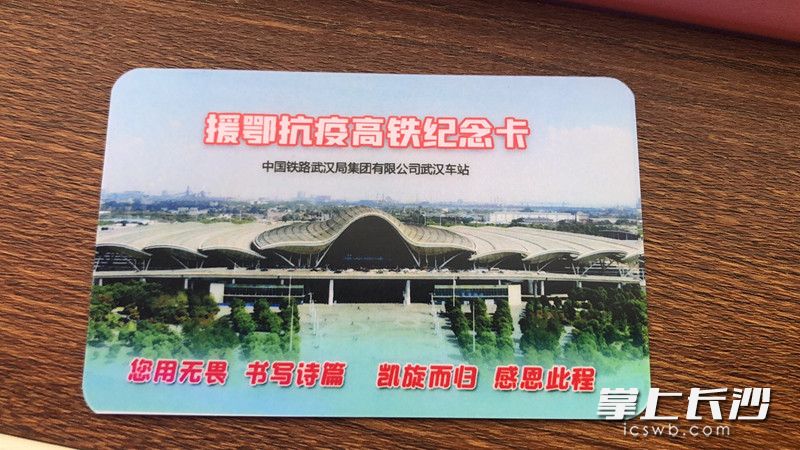 援鄂抗疫高铁纪念卡
中国铁路武汉局集团有限公司武汉车站
您用无畏 书写诗篇 凯旋而归 感恩此程
掌上长沙
icswb.com